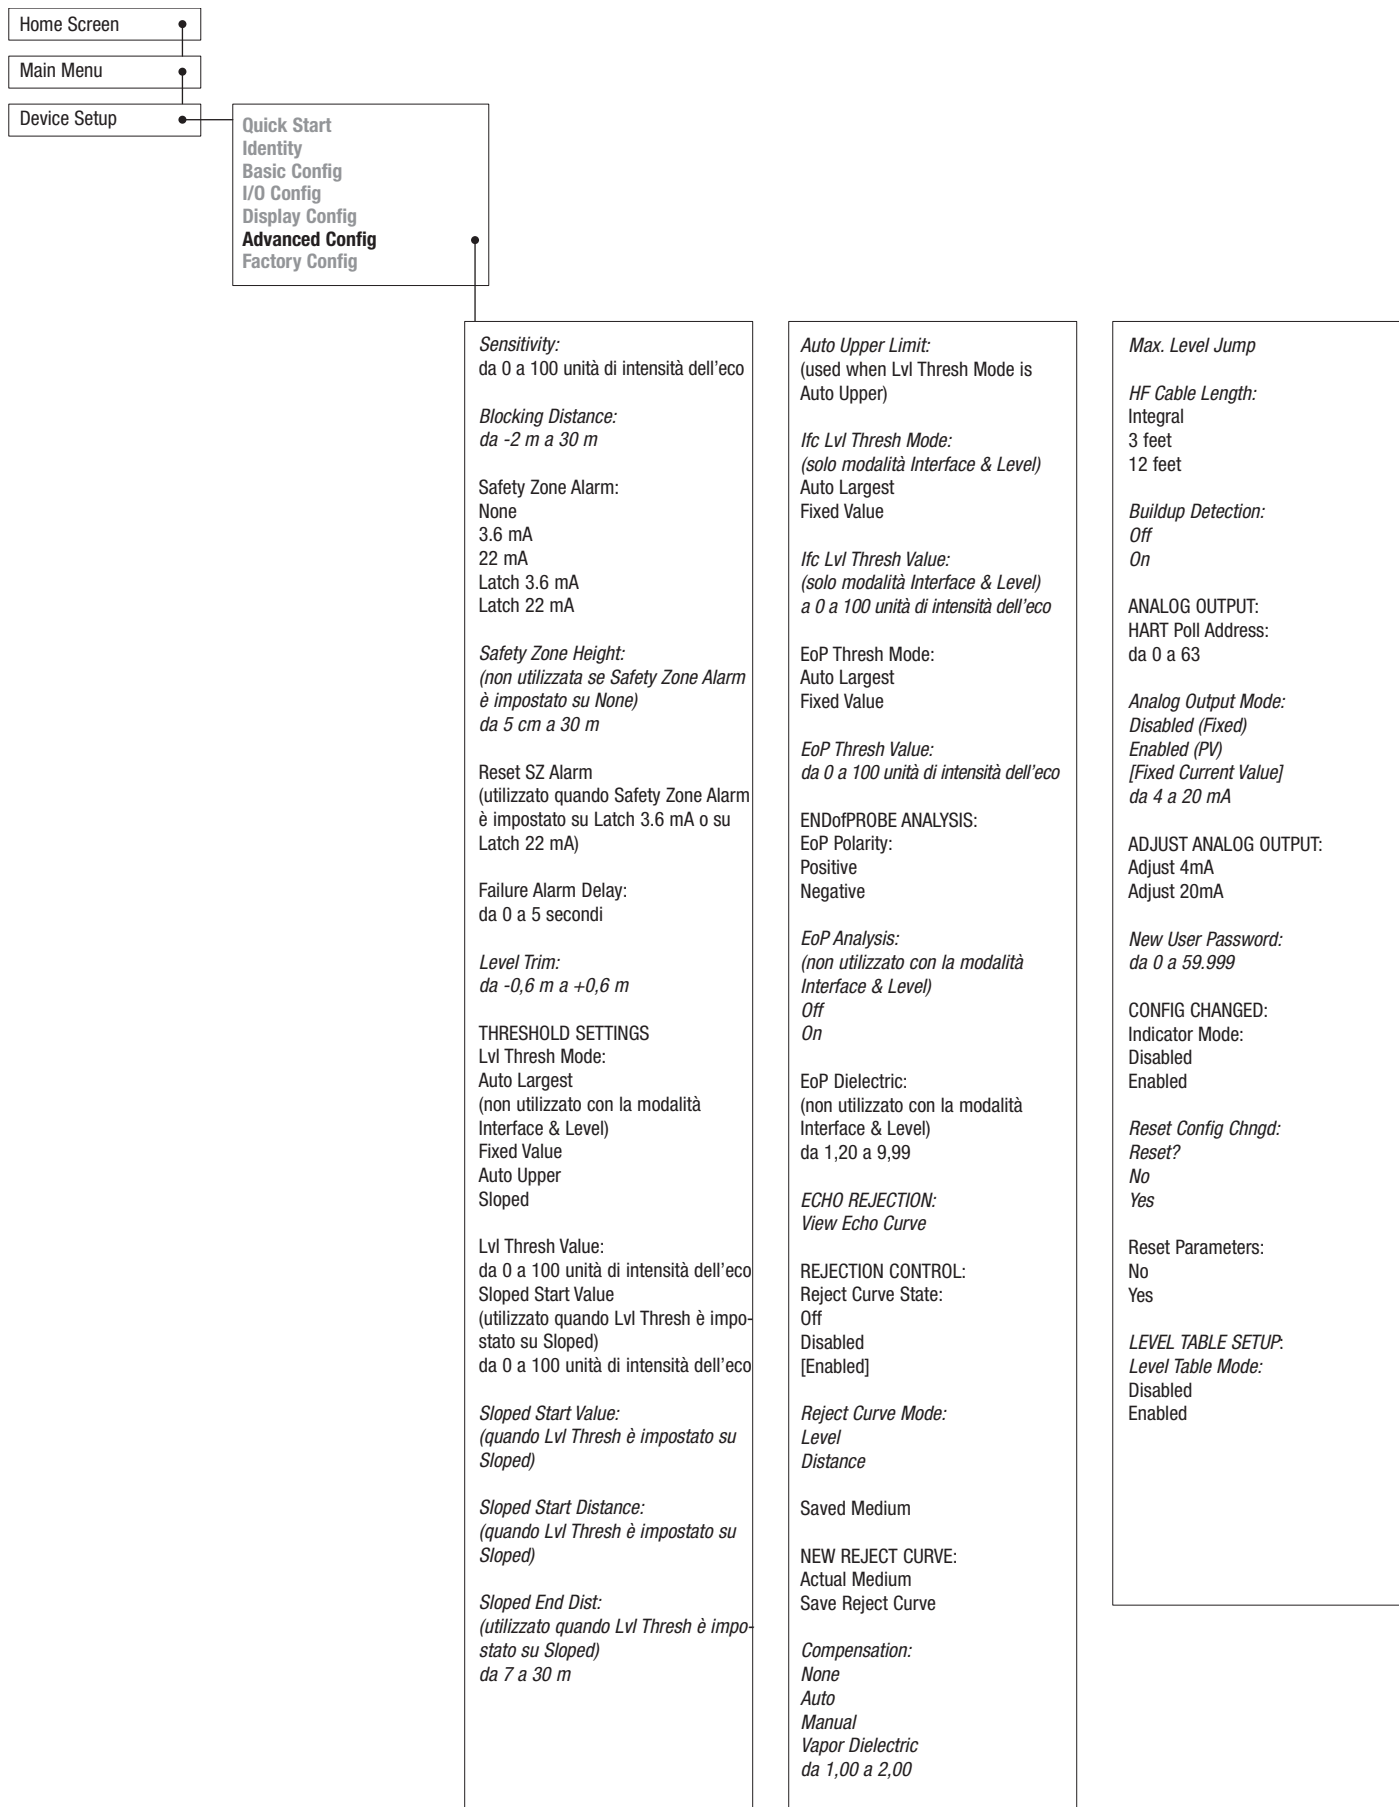 Home Screen
Main Menu
Device Setup
Quick Start
Identity
Basic Config
I/O Config
Display Config
Advanced Config
Factory Config
Sensitivity:
da 0 a 100 unità di intensità dell'eco
Blocking Distance:
da -2 m a 30 m
Safety Zone Alarm:
None
3.6 mA
22 mA
Latch 3.6 mA
Latch 22 mA
Safety Zone Height:
(non utilizzata se Safety Zone Alarm
è impostato su None)
da 5 cm a 30 m
Reset SZ Alarm
(utilizzato quando Safety Zone Alarm
è impostato su Latch 3.6 mA o su
Latch 22 mA)
Failure Alarm Delay:
da 0 a 5 secondi
Level Trim:
da -0,6 m a +0,6 m
THRESHOLD SETTINGS
Lvl Thresh Mode:
Auto Largest
(non utilizzato con la modalità
Interface & Level)
Fixed Value
Auto Upper
Sloped
Lvl Thresh Value:
da 0 a 100 unità di intensità dell'eco
Sloped Start Value
(utilizzato quando Lvl Thresh è impo-
stato su Sloped)
da 0 a 100 unità di intensità dell'eco
Sloped Start Value:
(quando Lvl Thresh è impostato su
Sloped)
Sloped Start Distance:
(quando Lvl Thresh è impostato su
Sloped)
Sloped End Dist:
(utilizzato quando Lvl Thresh è impo-
stato su Sloped)
da 7 a 30 m
Auto Upper Limit:
(used when Lvl Thresh Mode is
Auto Upper)
Ifc Lvl Thresh Mode:
(solo modalità Interface & Level)
Auto Largest
Fixed Value
Ifc Lvl Thresh Value:
(solo modalità Interface & Level)
a 0 a 100 unità di intensità dell'eco
EoP Thresh Mode:
Auto Largest
Fixed Value
EoP Thresh Value:
da 0 a 100 unità di intensità dell'eco
ENDofPROBE ANALYSIS:
EoP Polarity:
Positive
Negative
EoP Analysis:
(non utilizzato con la modalità
Interface & Level)
Off
On
EoP Dielectric:
(non utilizzato con la modalità
Interface & Level)
da 1,20 a 9,99
ECHO REJECTION:
View Echo Curve
REJECTION CONTROL:
Reject Curve State:
Off
Disabled
[Enabled]
Reject Curve Mode:
Level
Distance
Saved Medium
NEW REJECT CURVE:
Actual Medium
Save Reject Curve
Compensation:
None
Auto
Manual
Vapor Dielectric
da 1,00 a 2,00
Max. Level Jump
HF Cable Length:
Integral
3 feet
12 feet
Buildup Detection:
Off
On
ANALOG OUTPUT:
HART Poll Address:
da 0 a 63
Analog Output Mode:
Disabled (Fixed)
Enabled (PV)
[Fixed Current Value]
da 4 a 20 mA
ADJUST ANALOG OUTPUT:
Adjust 4mA
Adjust 20mA
New User Password:
da 0 a 59.999
CONFIG CHANGED:
Indicator Mode:
Disabled
Enabled
Reset Config Chngd:
Reset?
No
Yes
Reset Parameters:
No
Yes
LEVEL TABLE SETUP:
Level Table Mode:
Disabled
Enabled